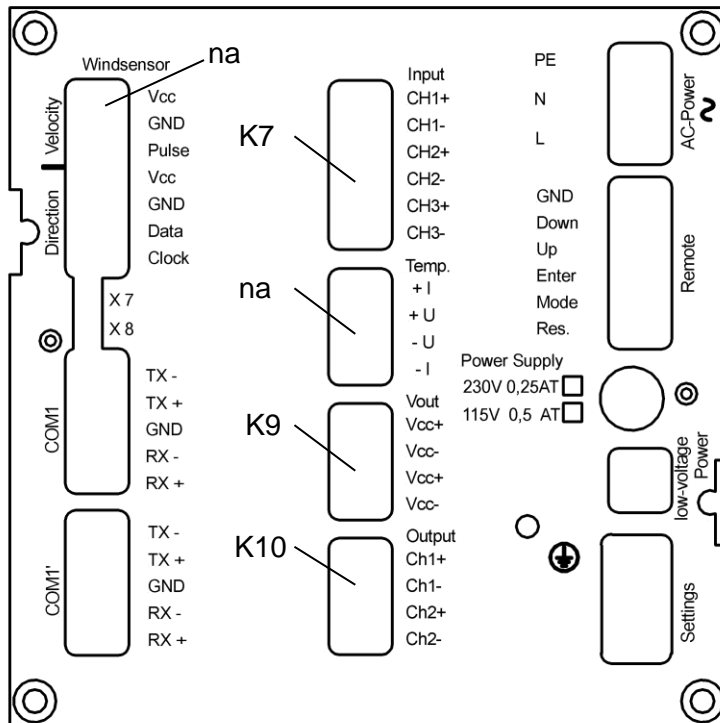 na
Windsensor
Velocity
Direction
Vcc
GND
Pulse
Vcc
GND
Data
Clock
X 7
X 8
COM1
TX -
TX +
GND
RX -
RX +
COM1'
TX -
TX +
GND
RX -
RX +
K7
Input
CH1+
CH1-
CH2+
CH2-
CH3+
CH3-
na
Temp.
+ I
+ U
- U
- I
K9
Vout
Vcc+
Vcc-
Vcc+
Vcc-
K10
Output
Ch1+
Ch1-
Ch2+
Ch2-
PE
N
L
AC-Power ~
GND
Down
Up
Enter
Mode
Res.
Remote
Power Supply
230V 0,25AT
115V 0,5 AT
low-voltage
Power
Settings